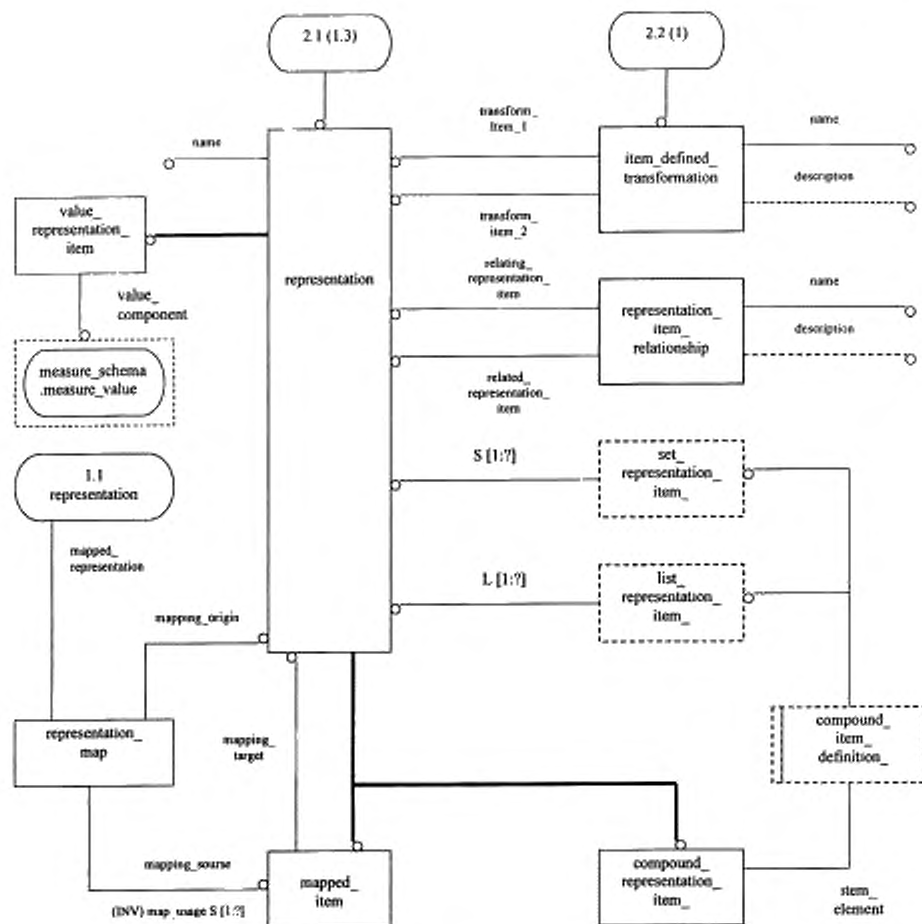 2.1 (1.3)
2.2 (1)
name
transform_
item_1
item_defined_
transformation
name
description
value_
representation_
item
transform_
item_2
representation
relating_
representation_
item
value_
component
representation_
item_
relationship
name
description
measure_schema
.measure_value
related_
representation_
item
1.1
representation
S [1:?]
set_
representation_
item_
mapped_
representation
L [1:?]
list_
representation_
item_
mapping_origin
representation_
map
mapping_
target
compound_
item_
definition_
mapping_sourse
mapped_
item
compound_
representation_
item_
stem_
element
(INV) map_usage S [1:?]